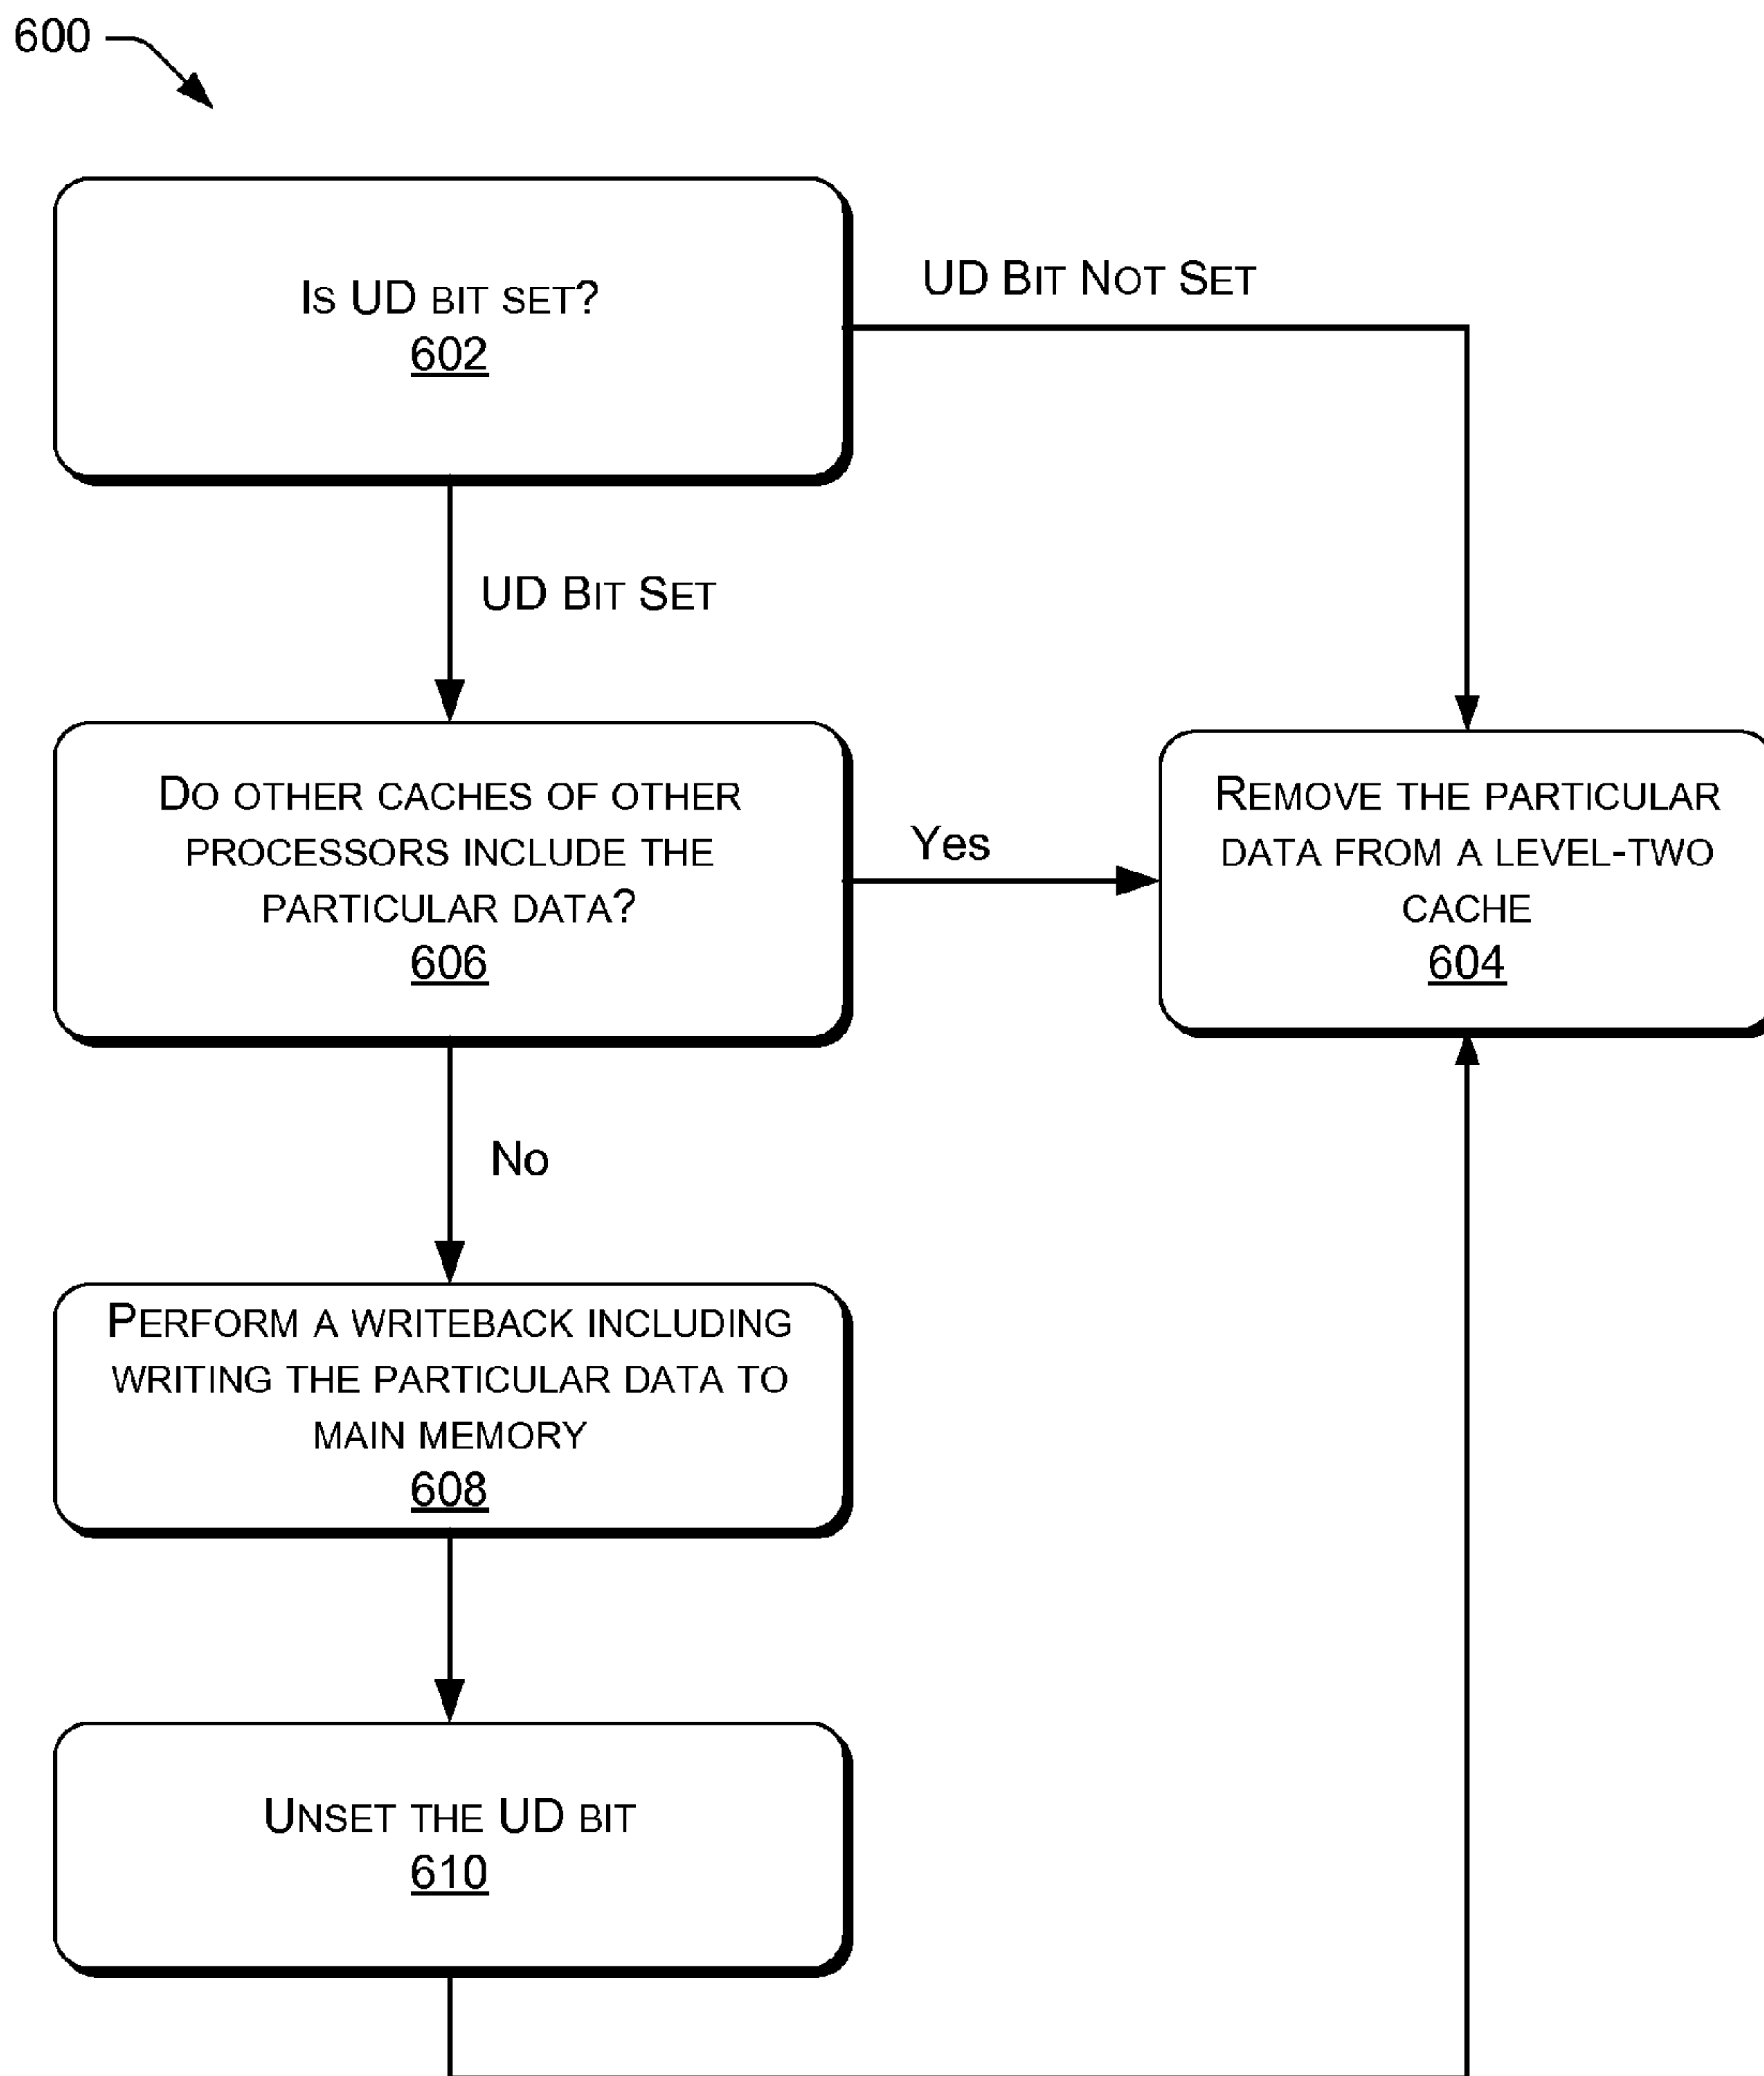 600
Is UD bit set?
602
UD Bit Not Set
UD Bit Set
Do other caches of other
processors include the
particular data?
606
Yes
Remove the particular
data from a level-two
cache
604
No
Perform a writeback including
writing the particular data to
main memory
608
Unset the UD bit
610